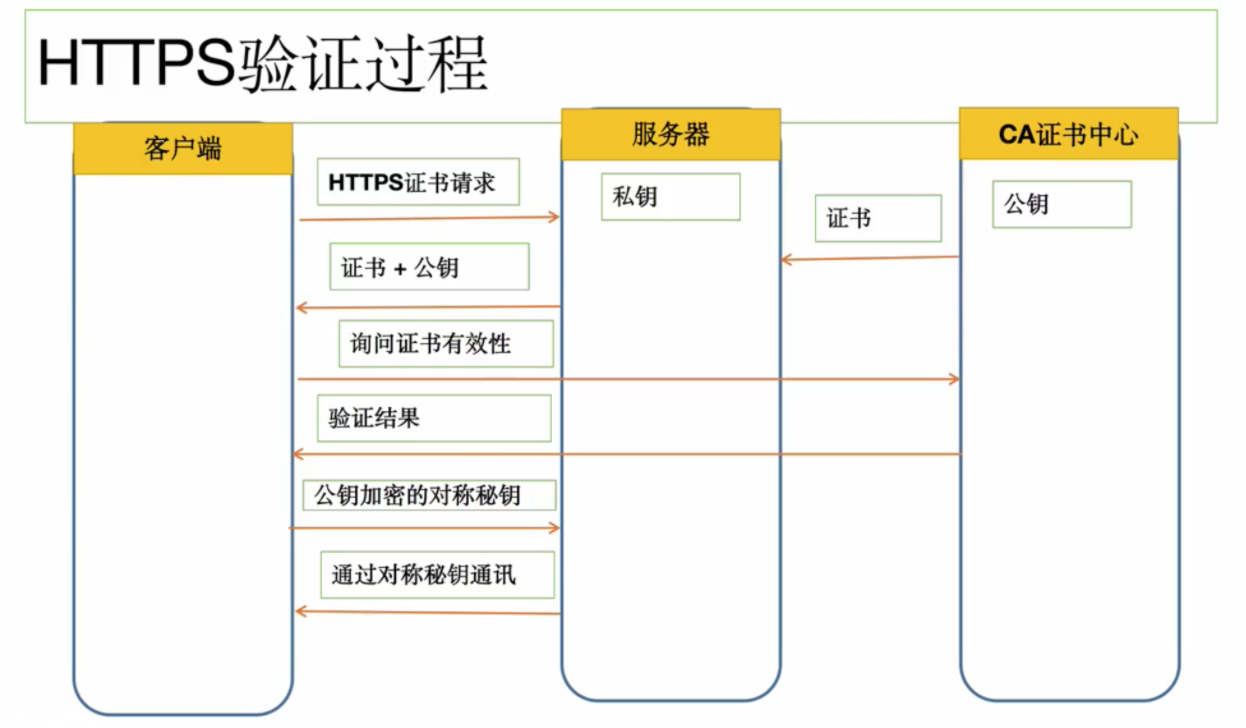 HTTPS验证过程
客户端
服务器
CA证书中心
HTTPS证书请求
私钥
证书
公钥
证书 + 公钥
询问证书有效性
验证结果
公钥加密的对称秘钥
通过对称秘钥通讯